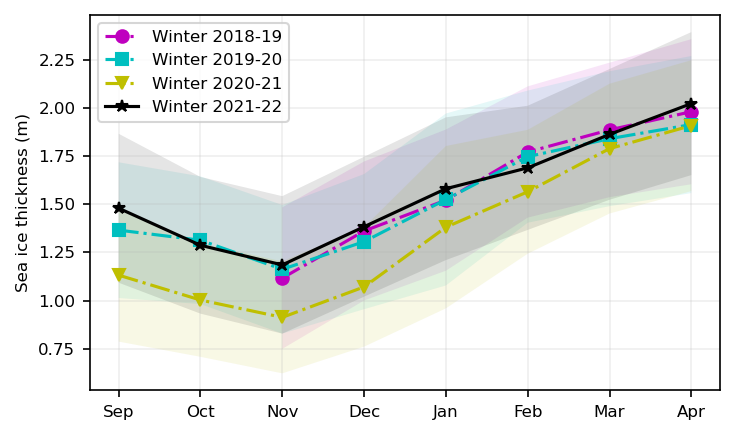 Winter 2018-19
Winter 2019-20
Winter 2020-21
Winter 2021-22
Sea ice thickness (m)
2.25
2.00
1.75
1.50
1.25
1.00
0.75
Sep Oct Nov Dec Jan Feb Mar Apr